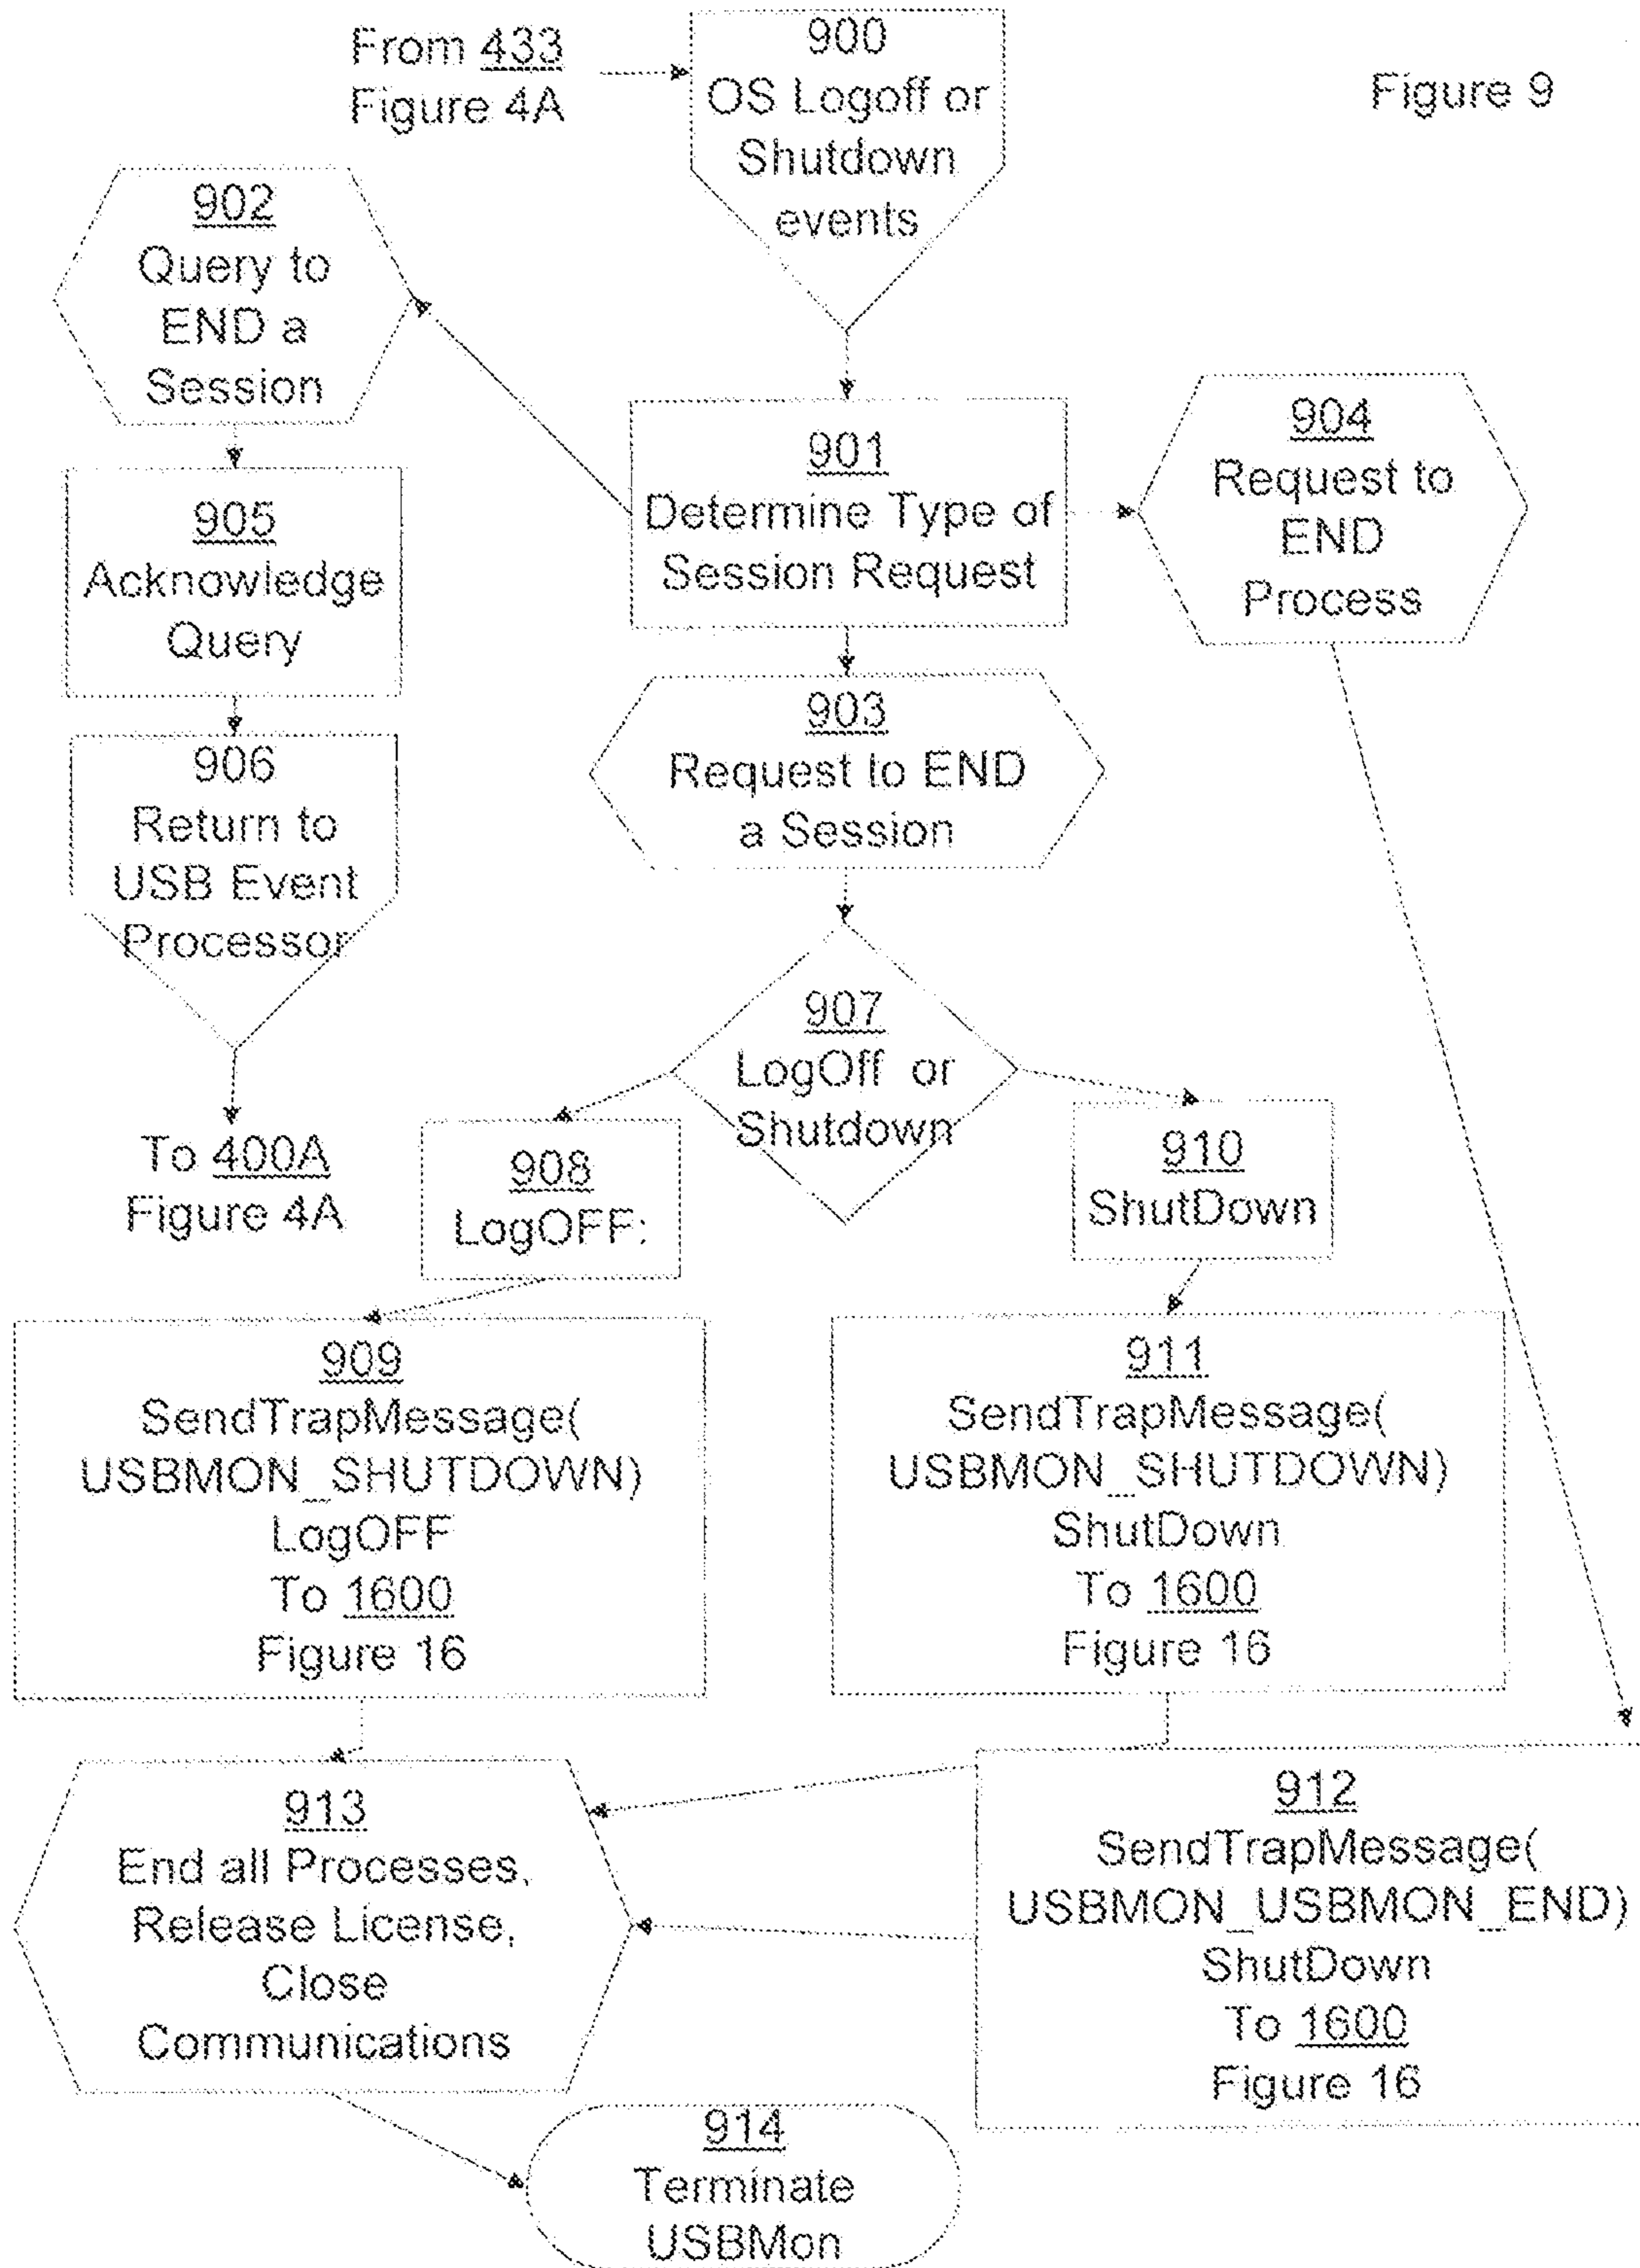 From 433
Figure 4A
900
OS Logoff or
Shutdown
events
Figure 9
902
Query to
END a
Session
901
Determine Type of
Session Request
904
Request to
END
Process
905
Acknowledge
Query
903
Request to END
a Session
906
Return to
USB Event
Processor
To 400A
Figure 4A
907
LogOff or
Shutdown
908
LogOFF:
910
ShutDown
909
SendTrapMessage(
USBMON_SHUTDOWN)
LogOFF
To 1600
Figure 16
911
SendTrapMessage(
USBMON_SHUTDOWN)
ShutDown
To 1600
Figure 16
913
End all Processes,
Release License,
Close
Communications
912
SendTrapMessage(
USBMON_USBMON_END)
ShutDown
To 1600
Figure 16
914
Terminate
USBMon